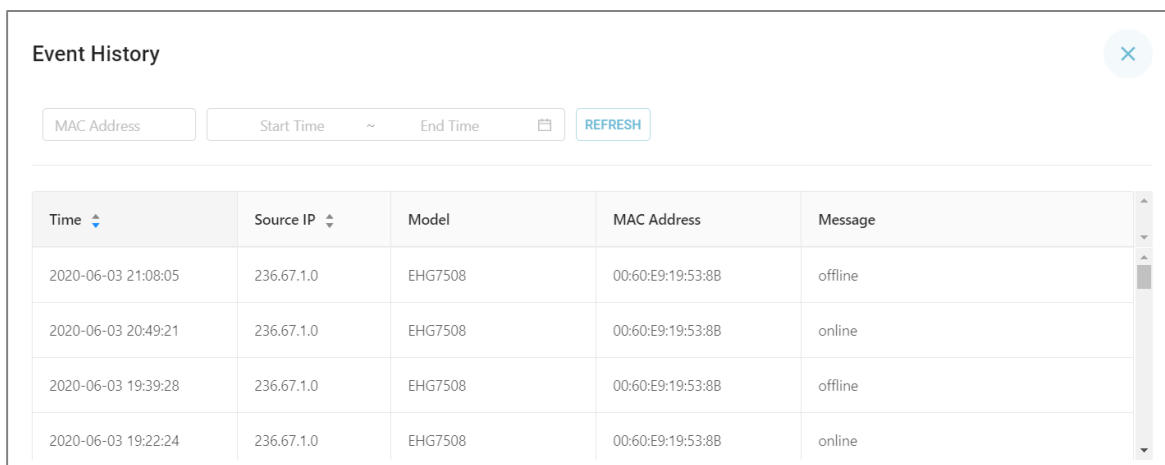 Event History
MAC Address Start Time ~ End Time REFRESH
Time Source IP Model MAC Address Message
2020-06-03 21:08:05 236.67.1.0 EHG7508 00:60:E9:19:53:8B offline
2020-06-03 20:49:21 236.67.1.0 EHG7508 00:60:E9:19:53:8B online
2020-06-03 19:39:28 236.67.1.0 EHG7508 00:60:E9:19:53:8B offline
2020-06-03 19:22:24 236.67.1.0 EHG7508 00:60:E9:19:53:8B online